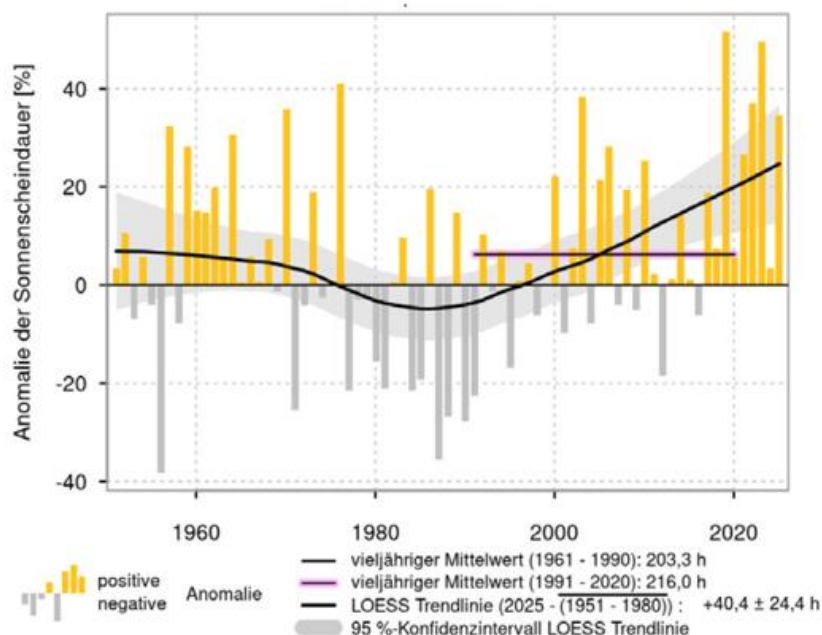 Anomalie der Sonnenscheindauer [%]
40
20
0
-20
-40
1960 1980 2000 2020
positive
negative
Anomalie
vieljähriger Mittelwert (1961 - 1990): 203,3 h
vieljähriger Mittelwert (1991 - 2020): 216,0 h
LOESS Trendlinie (2025 - (1951 - 1980)) : +40,4 ± 24,4 h
95 %-Konfidenzintervall LOESS Trendlinie